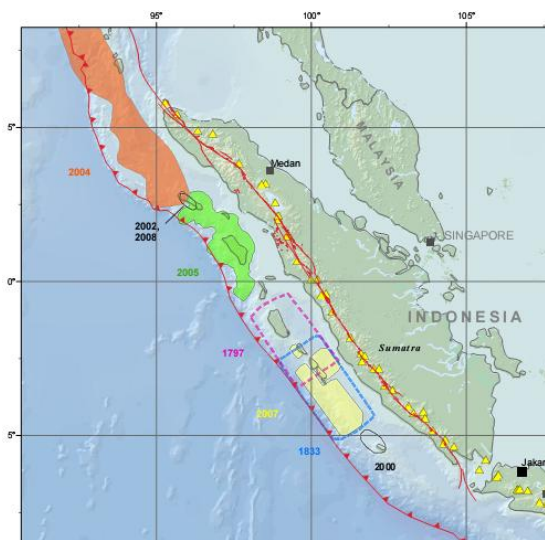 95°
100°
105°
5°
Medan
MALAYSIA
2004
SINGAPORE
2002,
2008
2005
0°
INDONESIA
Sumatra
1797
2007
5°
1833
2000
Jakar